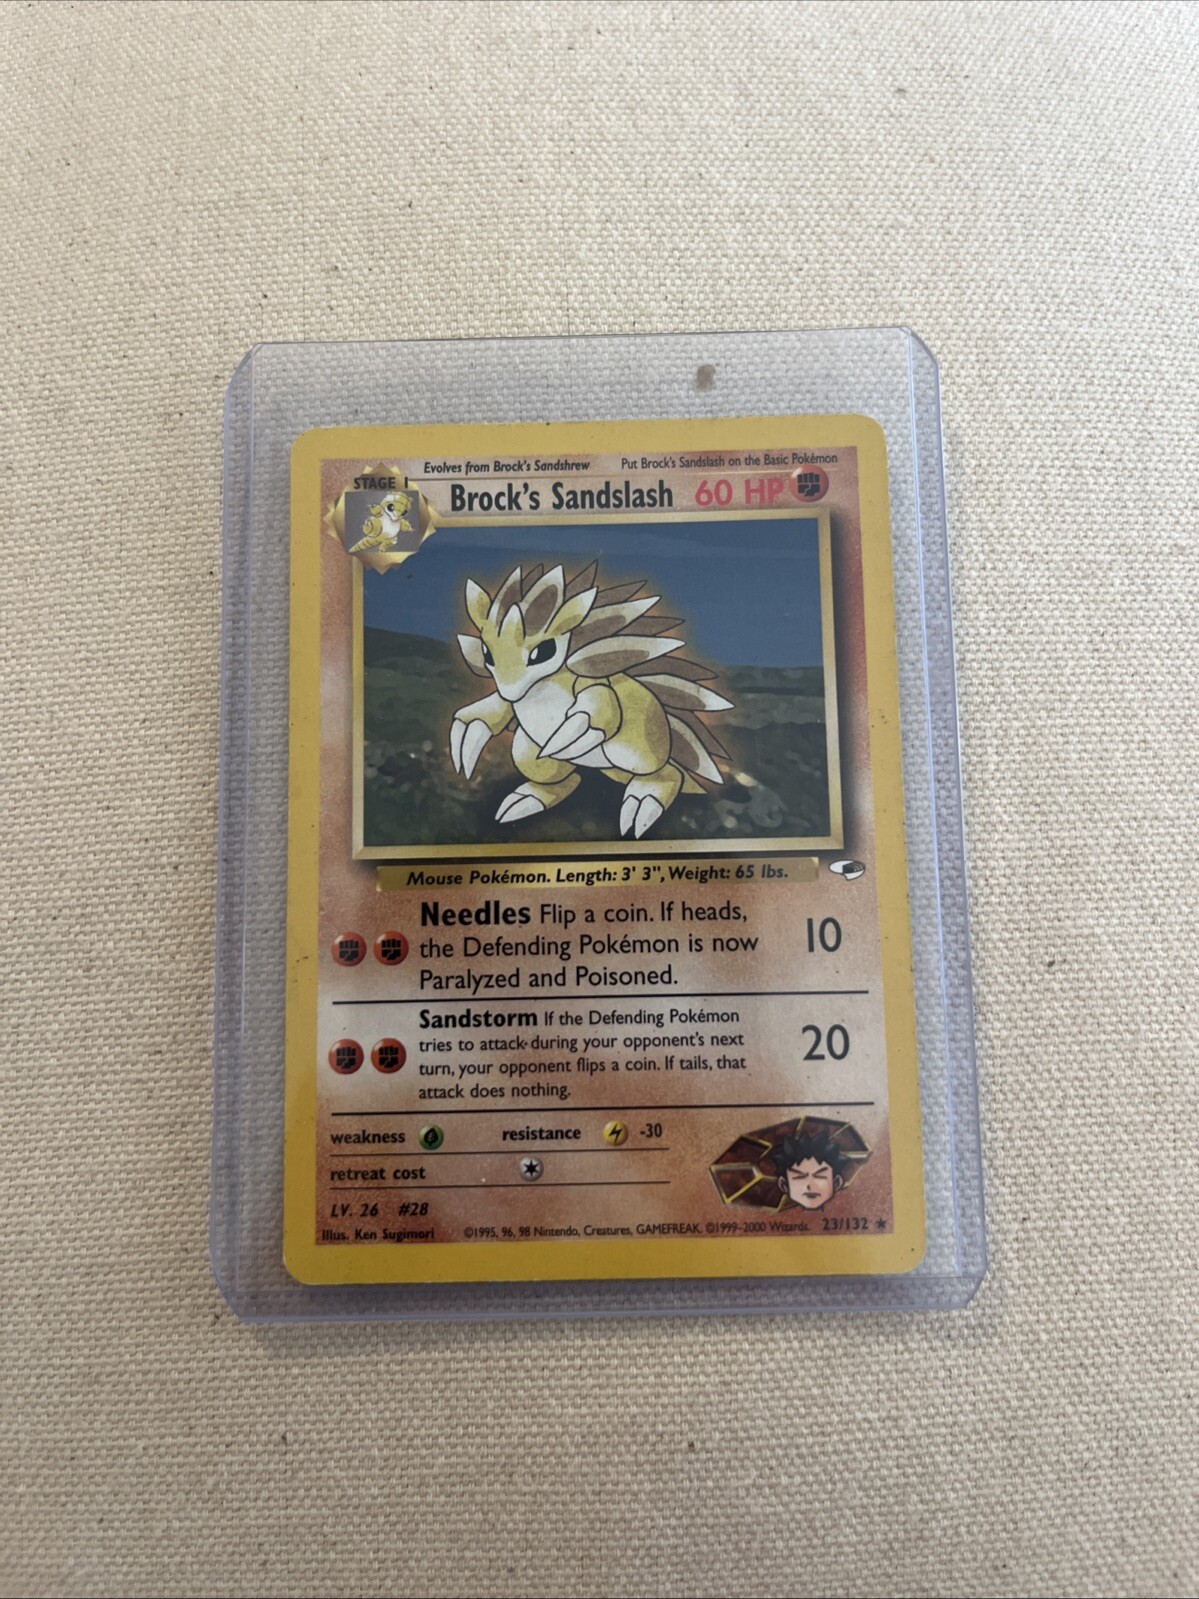 Evolves from Brock's Sandshrew Put Brock's Sandslash on the Basic Pokémon
STAGE 1
Brock's Sandslash 60 HP
Mouse Pokémon. Length: 3' 3", Weight: 65 lbs.
Needles Flip a coin. If heads,
the Defending Pokémon is now
Paralyzed and Poisoned.
10
Sandstorm If the Defending Pokémon
tries to attack during your opponent's next
turn, your opponent flips a coin. If tails, that
attack does nothing.
20
weakness resistance -30
retreat cost
LV. 26 #28
Illus. Ken Sugimori ©1995, 96, 98 Nintendo, Creatures, GAMEFREAK. ©1999-2000 Wizards. 23/132 ★